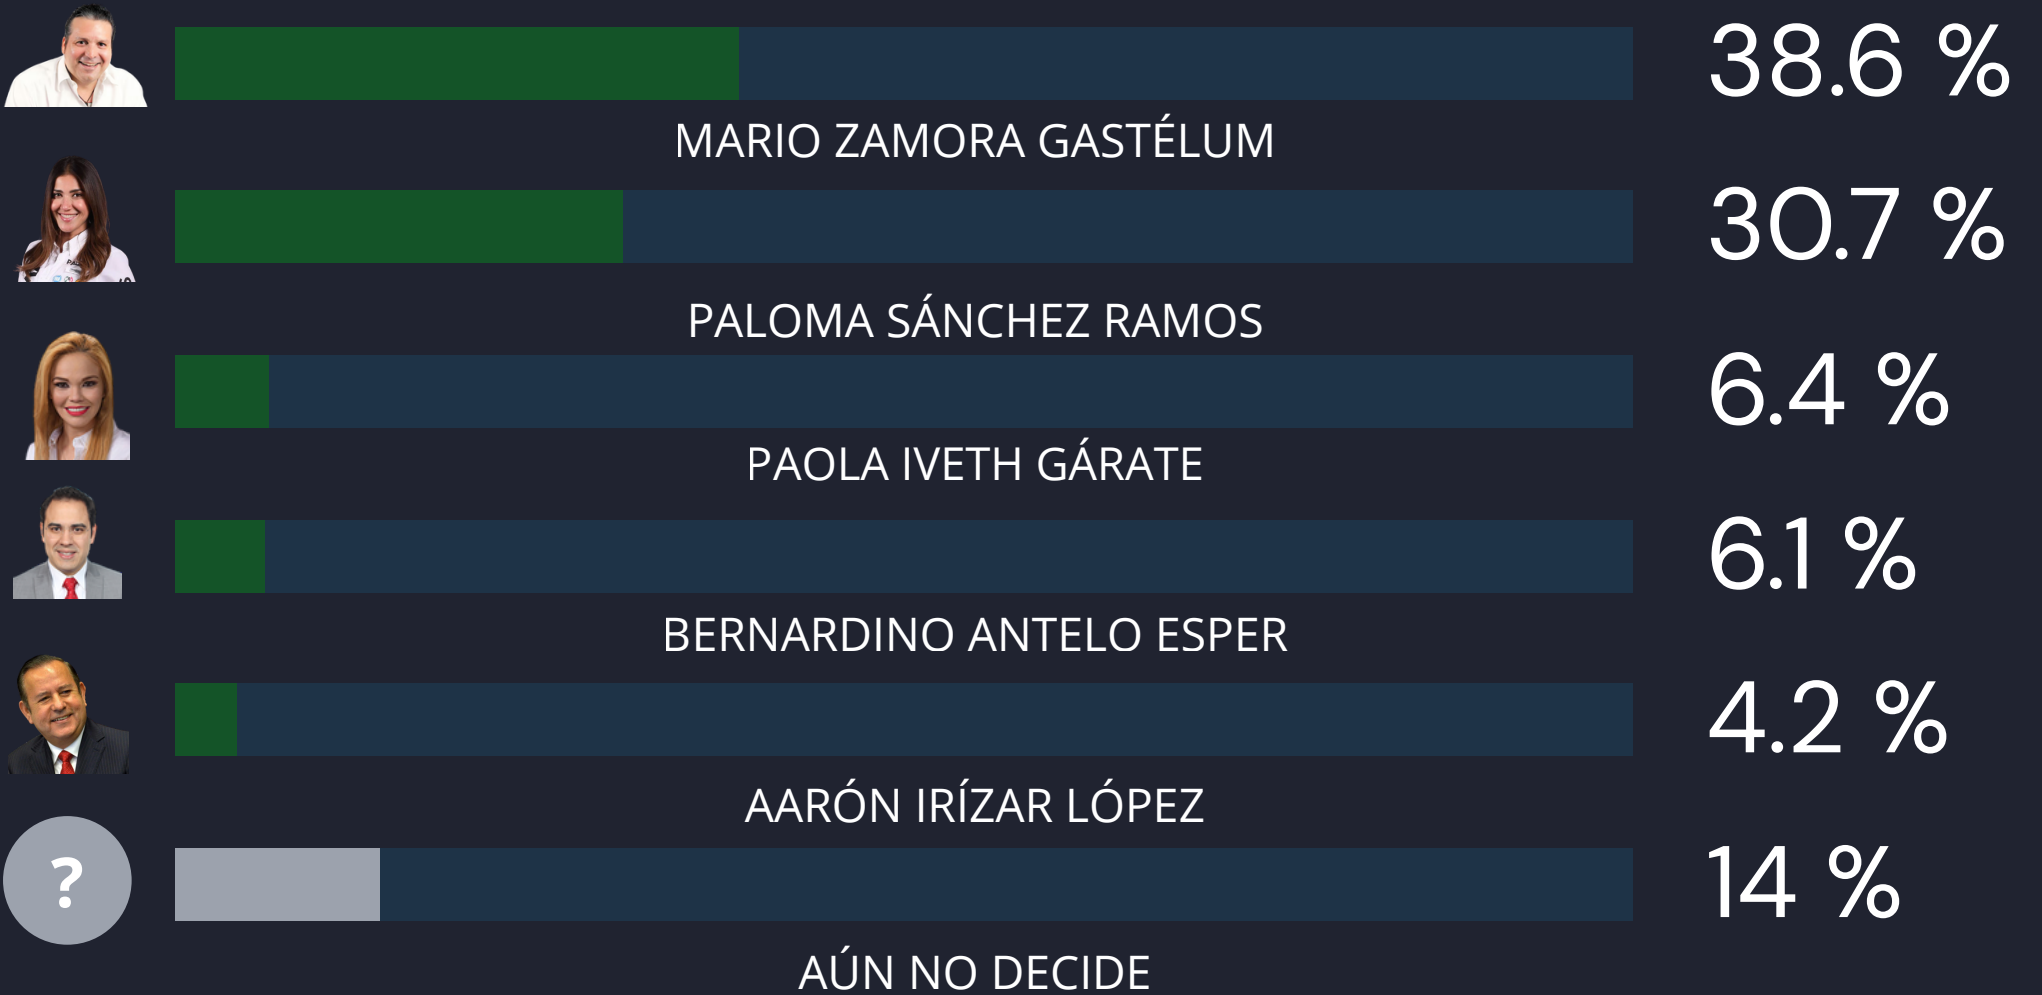 38.6 %
MARIO ZAMORA GASTÉLUM
30.7 %
PALOMA SÁNCHEZ RAMOS
6.4 %
PAOLA IVETH GÁRATE
6.1 %
BERNARDINO ANTELO ESPER
4.2 %
AARÓN IRÍZAR LÓPEZ
?
14 %
AÚN NO DECIDE